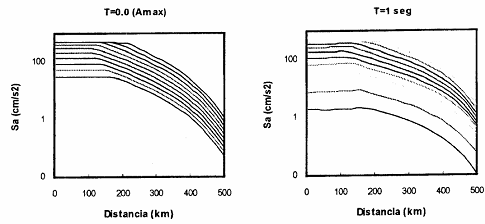 T=0.0 (Amax)
Sa (cm/s2)
100
1
0
0 100 200 300 400 500
Distancia (km)
T=1 seg
Sa (cm/s2)
100
1
0
0 100 200 300 400 500
Distancia (km)